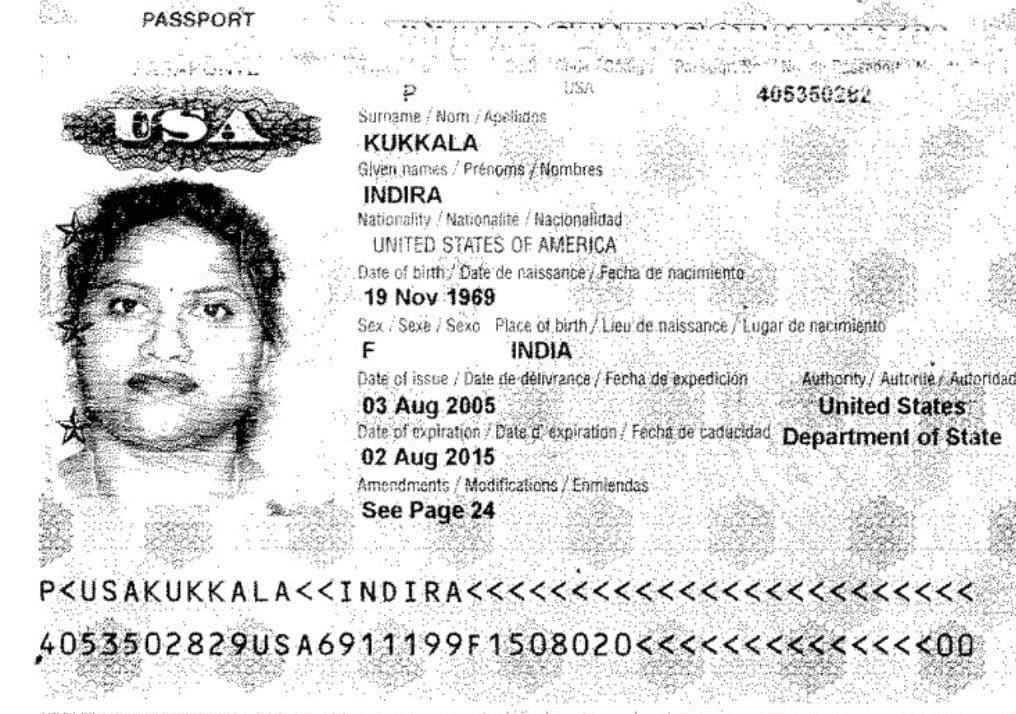 PASSPORT
USA
P USA 405350282
Surname / Nom / Apellidos
KUKKALA
Given names / Prénoms / Nombres
INDIRA
Nationality / Nationalité / Nacionalidad
UNITED STATES OF AMERICA
Date of birth / Date de naissance / Fecha de nacimiento
19 Nov 1969
Sex / Sexe / Sexo Place of birth / Lieu de naissance / Lugar de nacimiento
F INDIA
Date of issue / Date de délivrance / Fecha de expedición Authority / Autorité / Autoridad
03 Aug 2005 United States
Date of expiration / Date d' expiration / Fecha de caducidad Department of State
02 Aug 2015
Amendments / Modifications / Enmiendas
See Page 24
P<USAKUKKALA<<INDIRA<<<<<<<<<<<<<<<<<<<<<<<<
4053502829USA6911199F1508020<<<<<<<<<<<<<<00